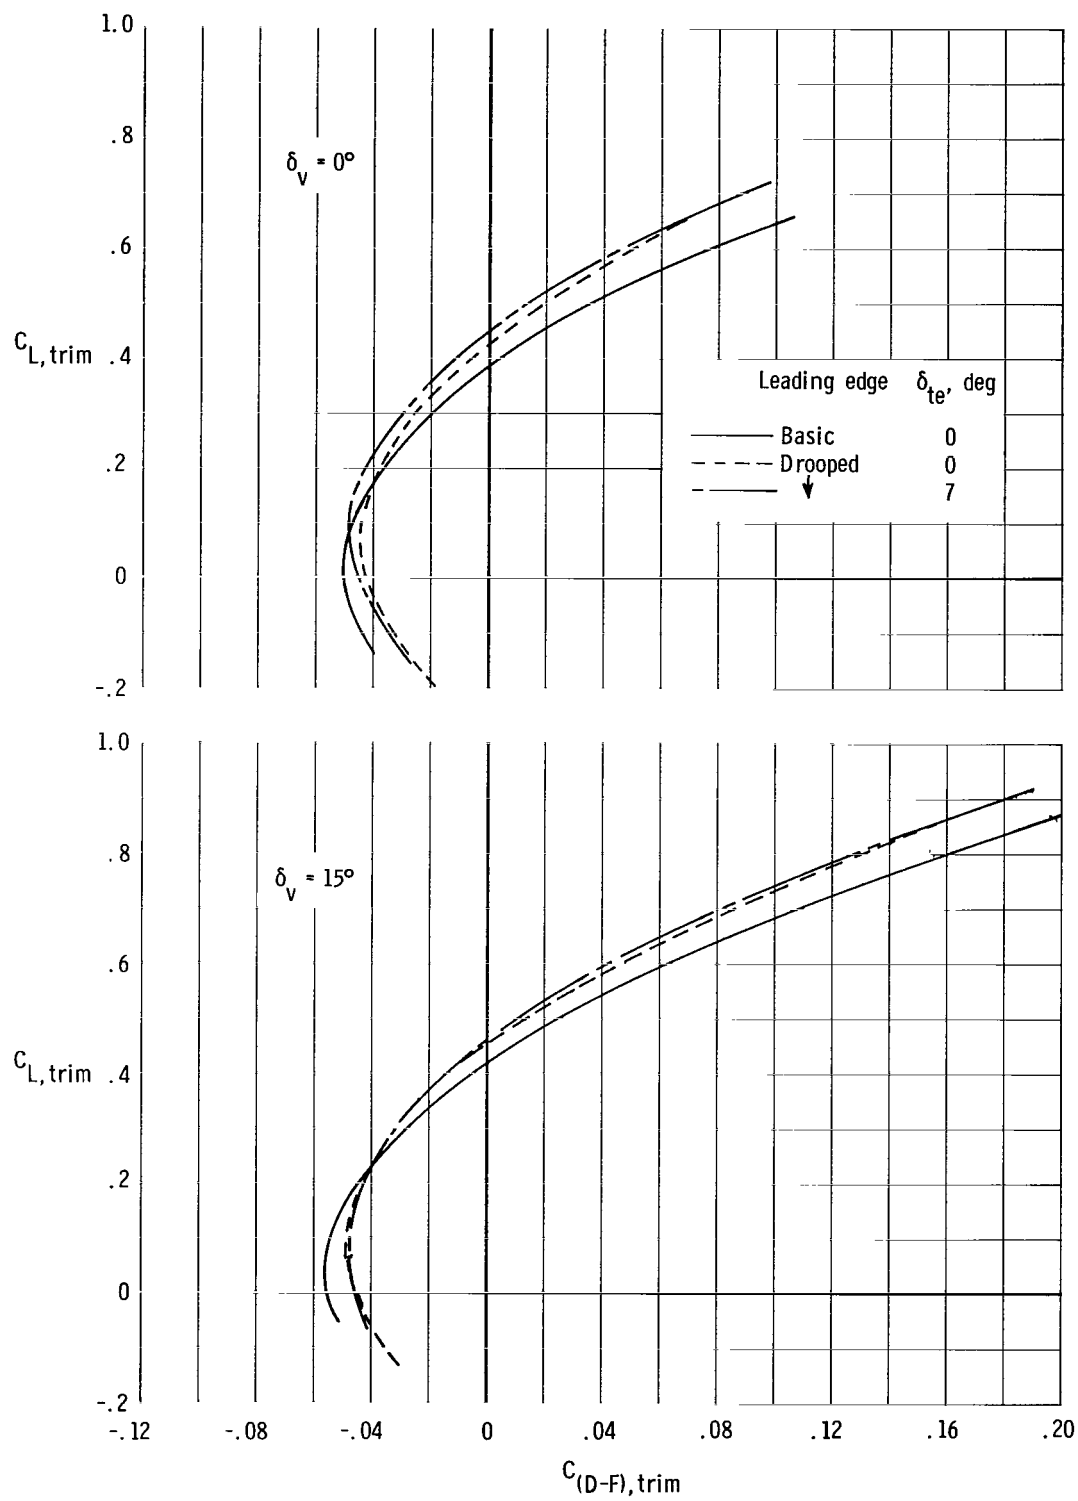 1.0
.8
δv = 0°
.6
CL, trim .4
Leading edge δte, deg
Basic 0
.2
Drooped 0
7
0
-.2
1.0
.8
δv = 15°
.6
CL, trim .4
.2
0
-.2
-.12 -.08 -.04 0 .04 .08 .12 .16 .20
C(D-F), trim